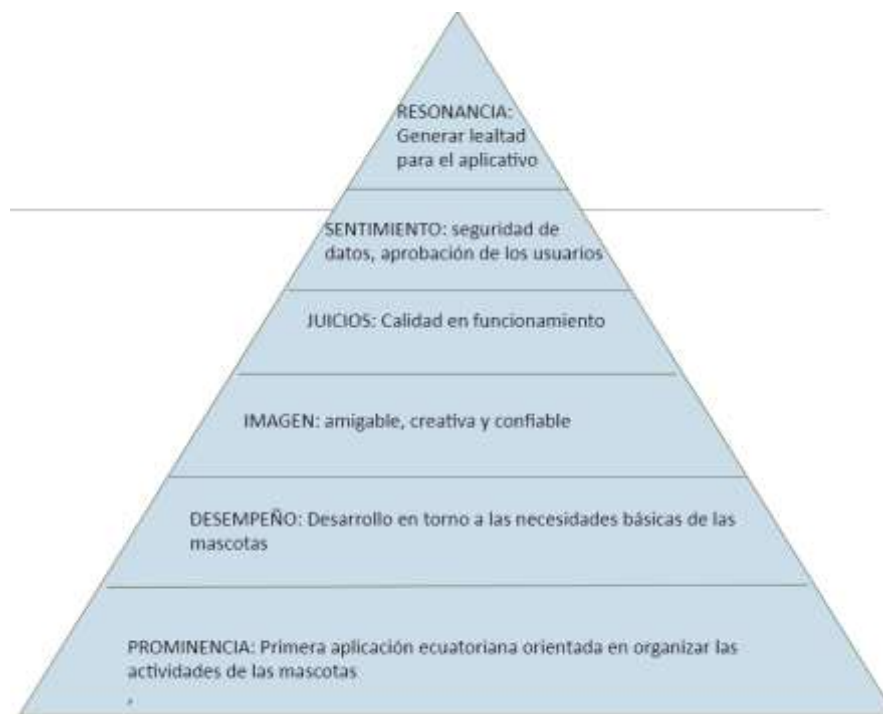 RESONANCIA:
Generar lealtad
para el aplicativo
SENTIMIENTO: seguridad de
datos, aprobación de los usuarios
JUICIOS: Calidad en funcionamiento
IMAGEN: amigable, creativa y confiable
DESEMPEÑO: Desarrollo en torno a las necesidades básicas de las
mascotas
PROMINENCIA: Primera aplicación ecuatoriana orientada en organizar las
actividades de las mascotas
,